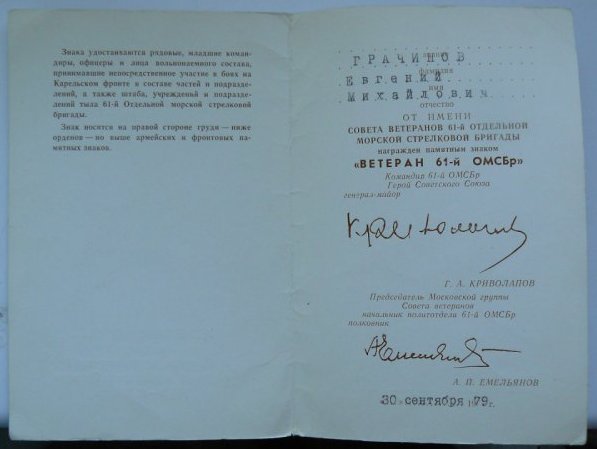 Знака удостаиваются рядовые, младшие коман-
диры, офицеры и лица вольнонаемного состава,
принимавшие непосредственное участие в боях на
Карельском фронте в составе частей и подразде-
лений, а также штаба, учреждений и подразде-
лений тыла 61-й Отдельной морской стрелковой
бригады.
Знак носится на правой стороне груди — ниже
орденов — но выше армейских и фронтовых па-
мятных знаков.
ГРАЧИНОВ
фамилия
Евгений
имя
Михайлович
отчество
ОТ ИМЕНИ
СОВЕТА ВЕТЕРАНОВ 61-й ОТДЕЛЬНОЙ
МОРСКОЙ СТРЕЛКОВОЙ БРИГАДЫ
награжден памятным знаком
«ВЕТЕРАН 61-й ОМСБр»
Командир 61-й ОМСБр
Герой Советского Союза
генерал-майор
Г. А. КРИВОЛАПОВ
Председатель Московской группы
Совета ветеранов
начальник политотдела 61-й ОМСБр
полковник
А. П. ЕМЕЛЬЯНОВ
«30» сентября 1979 г.